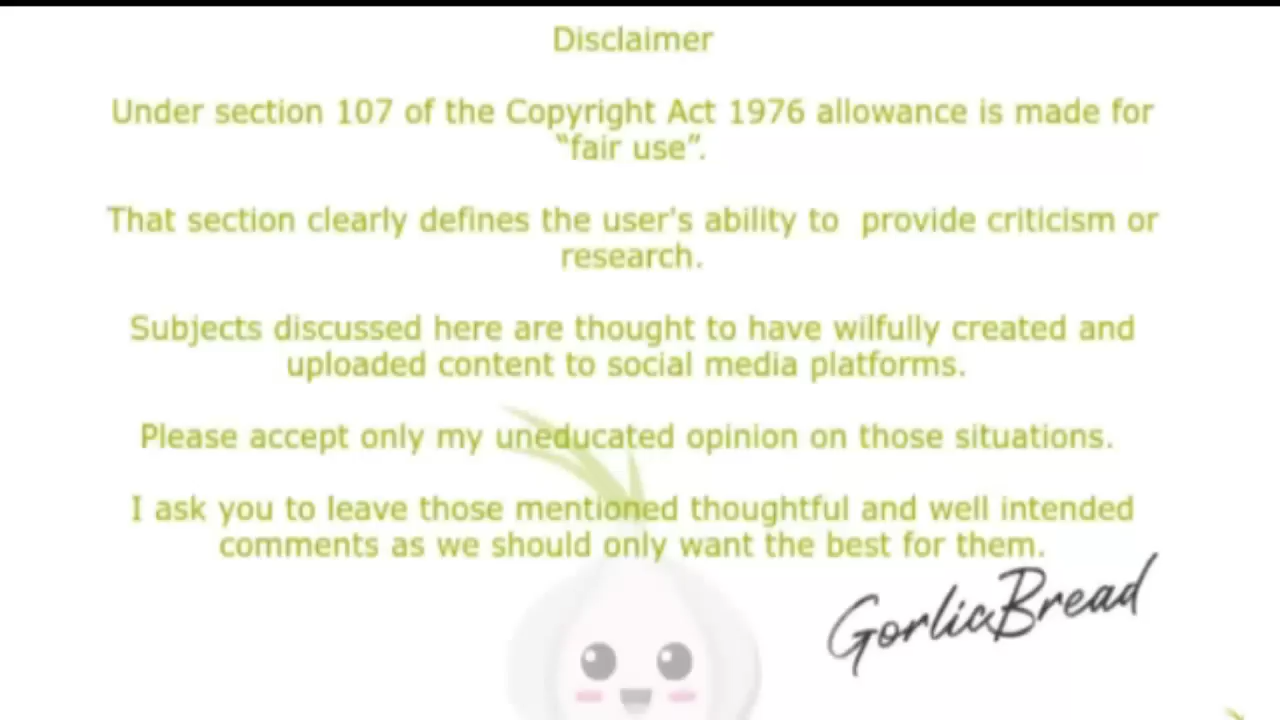 Disclaimer
Under section 107 of the Copyright Act 1976 allowance is made for
“fair use”.
That section clearly defines the user's ability to provide criticism or
research.
Subjects discussed here are thought to have wilfully created and
uploaded content to social media platforms.
Please accept only my uneducated opinion on those situations.
I ask you to leave those mentioned thoughtful and well intended
comments as we should only want the best for them.
GorlicBread